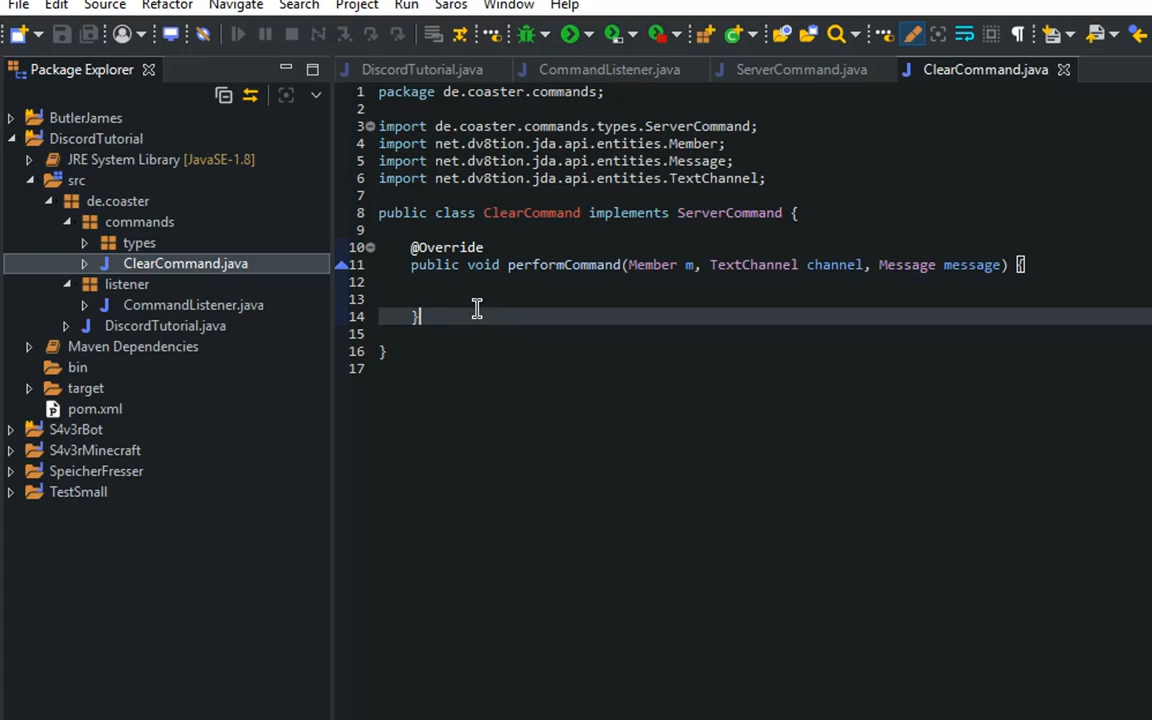 File Edit Source Refactor Navigate Search Project Run Saros Window Help
Package Explorer
DiscordTutorial.java CommandListener.java ServerCommand.java ClearCommand.java
ButlerJames
DiscordTutorial
JRE System Library [JavaSE-1.8]
src
de.coaster
commands
types
ClearCommand.java
listener
CommandListener.java
DiscordTutorial.java
Maven Dependencies
bin
target
pom.xml
S4v3rBot
S4v3rMinecraft
SpeicherFresser
TestSmall
1 package de.coaster.commands;
2
3 import de.coaster.commands.types.ServerCommand;
4 import net.dv8tion.jda.api.entities.Member;
5 import net.dv8tion.jda.api.entities.Message;
6 import net.dv8tion.jda.api.entities.TextChannel;
7
8 public class ClearCommand implements ServerCommand {
9
10 @Override
11 public void performCommand(Member m, TextChannel channel, Message message) {
12
13
14 }
15
16 }
17